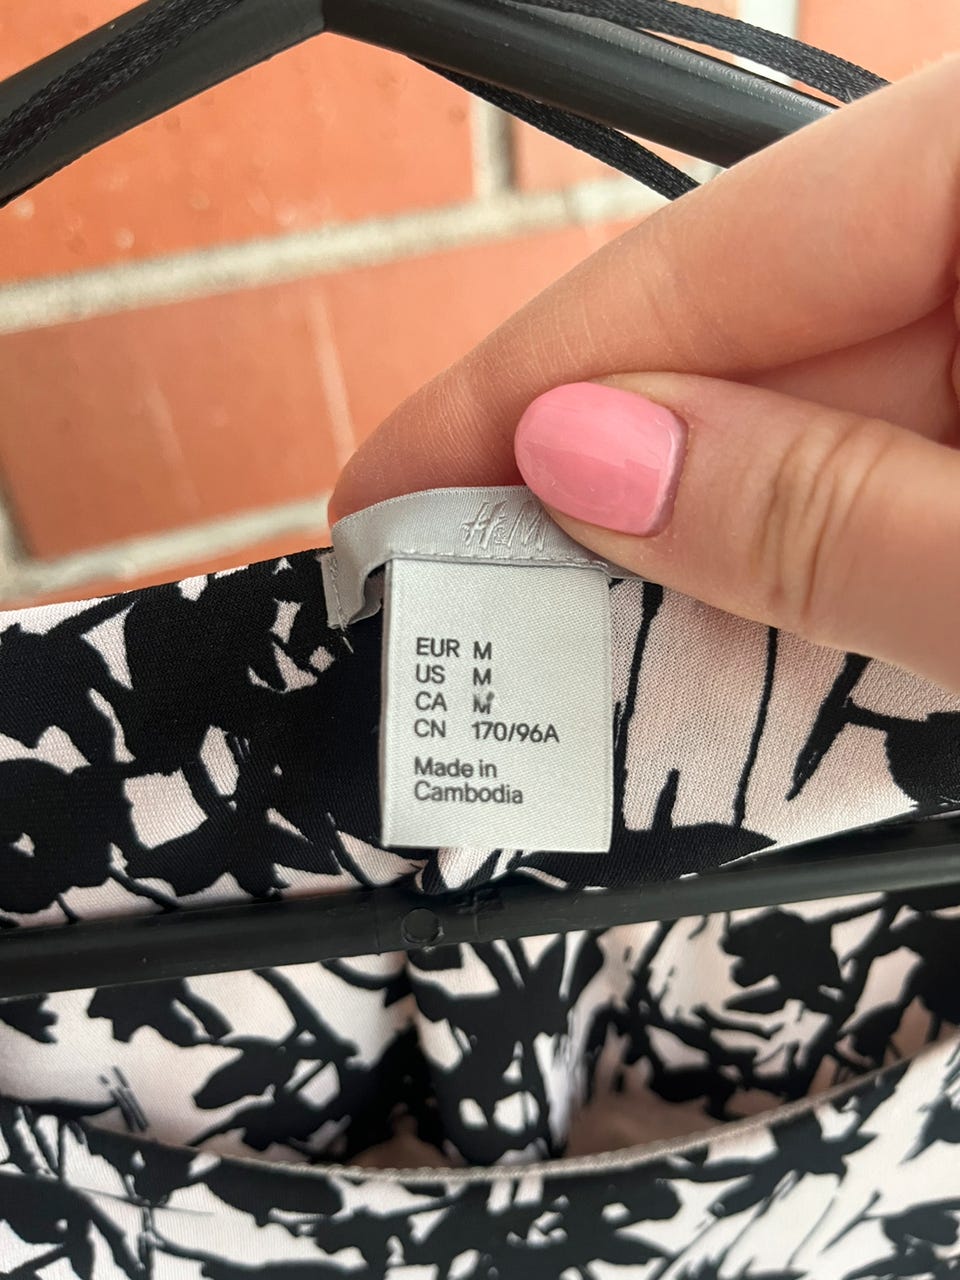 H&M
EUR M
US M
CA M
CN 170/96A
Made in
Cambodia